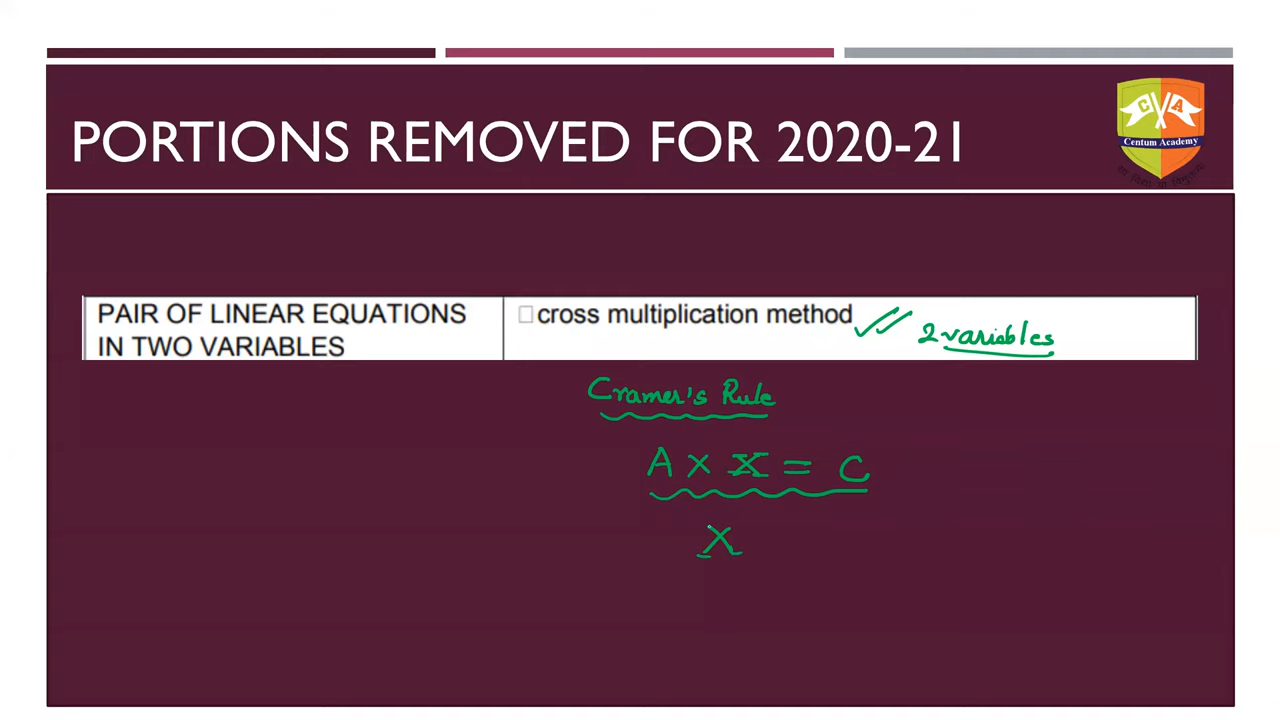 PORTIONS REMOVED FOR 2020-21
C A
Centum Academy
PAIR OF LINEAR EQUATIONS
IN TWO VARIABLES
cross multiplication method
2 variables
Cramer's Rule
A × X = C
X